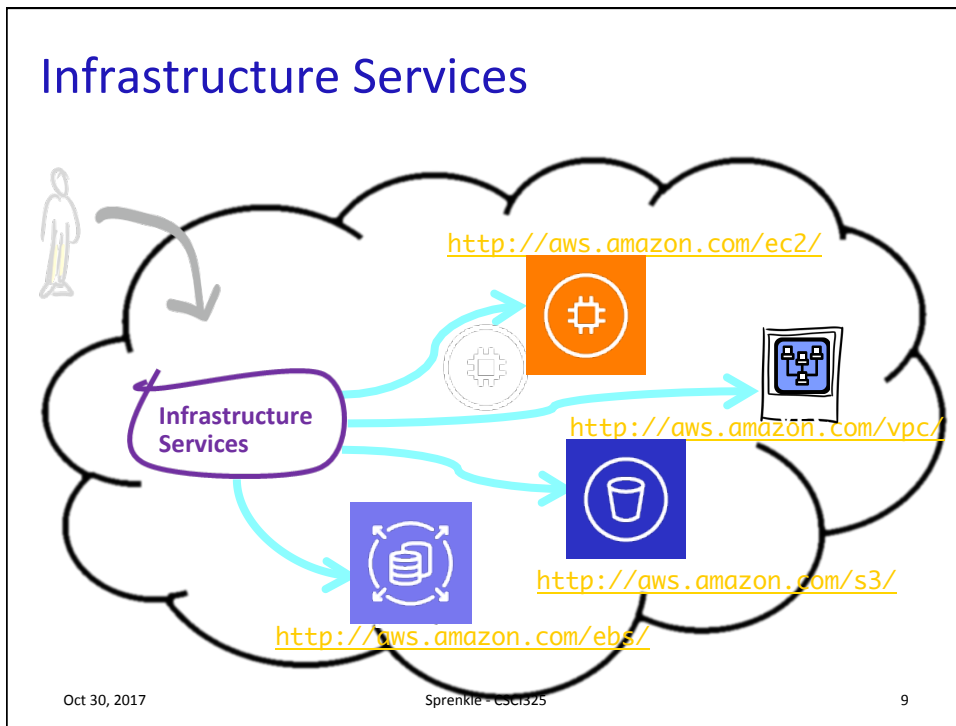 Infrastructure Services
http://aws.amazon.com/ec2/
Infrastructure
Services
http://aws.amazon.com/vpc/
http://aws.amazon.com/s3/
http://aws.amazon.com/ebs/
Oct 30, 2017
Sprenkle - CSCI325
9